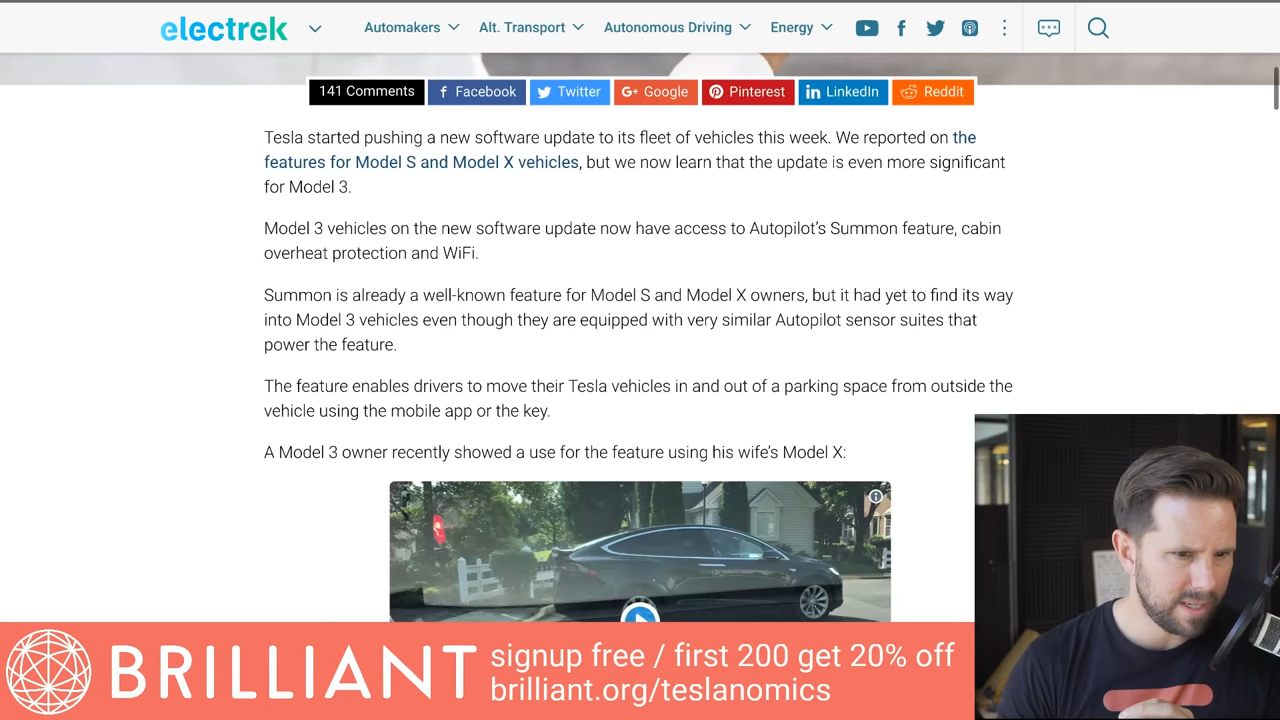 electrek
Automakers Alt. Transport Autonomous Driving Energy
141 Comments Facebook Twitter Google Pinterest LinkedIn Reddit
Tesla started pushing a new software update to its fleet of vehicles this week. We reported on the
features for Model S and Model X vehicles, but we now learn that the update is even more significant
for Model 3.
Model 3 vehicles on the new software update now have access to Autopilot’s Summon feature, cabin
overheat protection and WiFi.
Summon is already a well-known feature for Model S and Model X owners, but it had yet to find its way
into Model 3 vehicles even though they are equipped with very similar Autopilot sensor suites that
power the feature.
The feature enables drivers to move their Tesla vehicles in and out of a parking space from outside the
vehicle using the mobile app or the key.
A Model 3 owner recently showed a use for the feature using his wife’s Model X:
BRILLIANT
signup free / first 200 get 20% off
brilliant.org/teslanomics